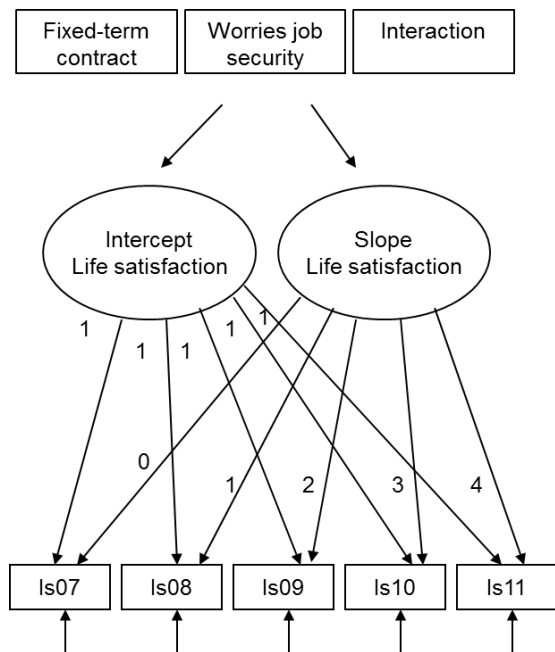 Fixed-term
contract
Worries job
security
Interaction
Intercept
Life satisfaction
Slope
Life satisfaction
1
1
1
1
1
0
1
2
3
4
ls07
ls08
ls09
ls10
ls11